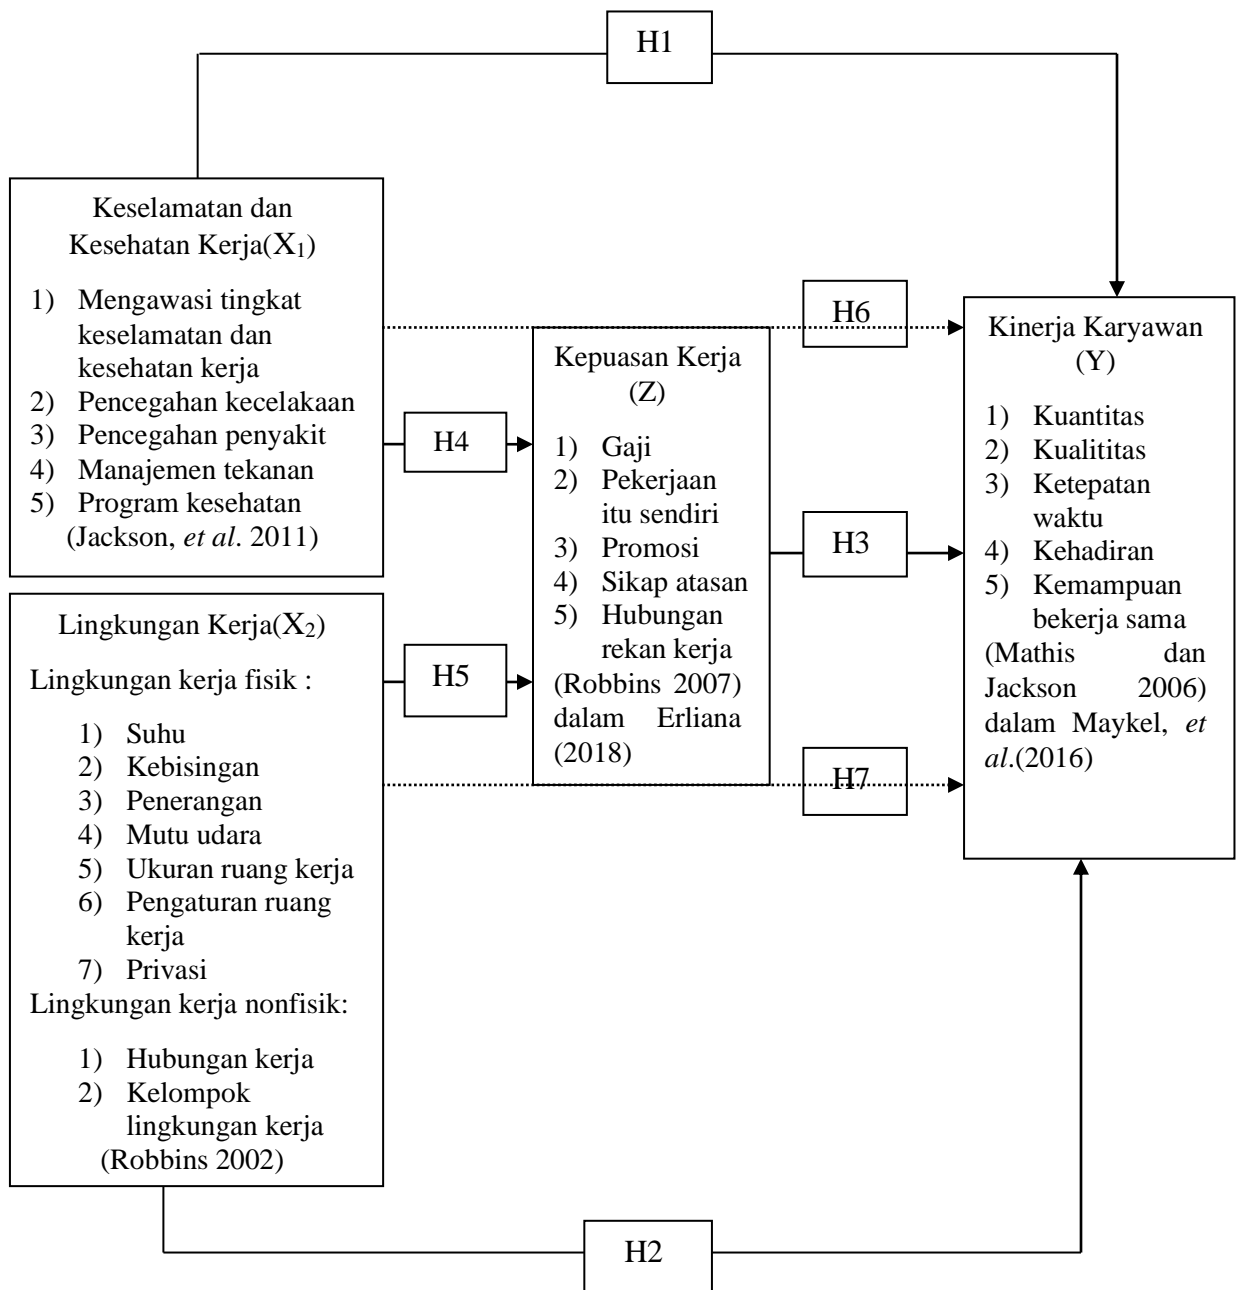 H1
Keselamatan dan
Kesehatan Kerja(X₁)
1) Mengawasi tingkat
keselamatan dan
kesehatan kerja
2) Pencegahan kecelakaan
3) Pencegahan penyakit
4) Manajemen tekanan
5) Program kesehatan
(Jackson, et al. 2011)
H4
H6
Kepuasan Kerja
(Z)
1) Gaji
2) Pekerjaan
itu sendiri
3) Promosi
4) Sikap atasan
5) Hubungan
rekan kerja
(Robbins 2007)
dalam Erliana
(2018)
H3
Kinerja Karyawan
(Y)
1) Kuantitas
2) Kualititas
3) Ketepatan
waktu
4) Kehadiran
5) Kemampuan
bekerja sama
(Mathis dan
Jackson 2006)
dalam Maykel, et
al.(2016)
Lingkungan Kerja(X₂)
Lingkungan kerja fisik :
1) Suhu
2) Kebisingan
3) Penerangan
4) Mutu udara
5) Ukuran ruang kerja
6) Pengaturan ruang
kerja
7) Privasi
Lingkungan kerja nonfisik:
1) Hubungan kerja
2) Kelompok
lingkungan kerja
(Robbins 2002)
H5
H7
H2